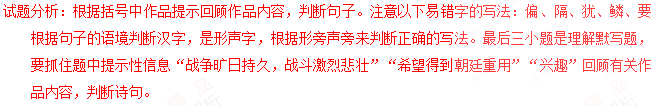 试题分析：根据括号中作品提示回顾作品内容，判断句子。注意以下易错字的写法：偏、隔、犹、鳞、要
根据句子的语境判断汉字，是形声字，根据形旁声旁来判断正确的写法。最后三小题是理解默写题，
要抓住题中提示性信息“战争旷日持久，战斗激烈悲壮”“希望得到朝廷重用”“兴趣”回顾有关作
品内容，判断诗句。